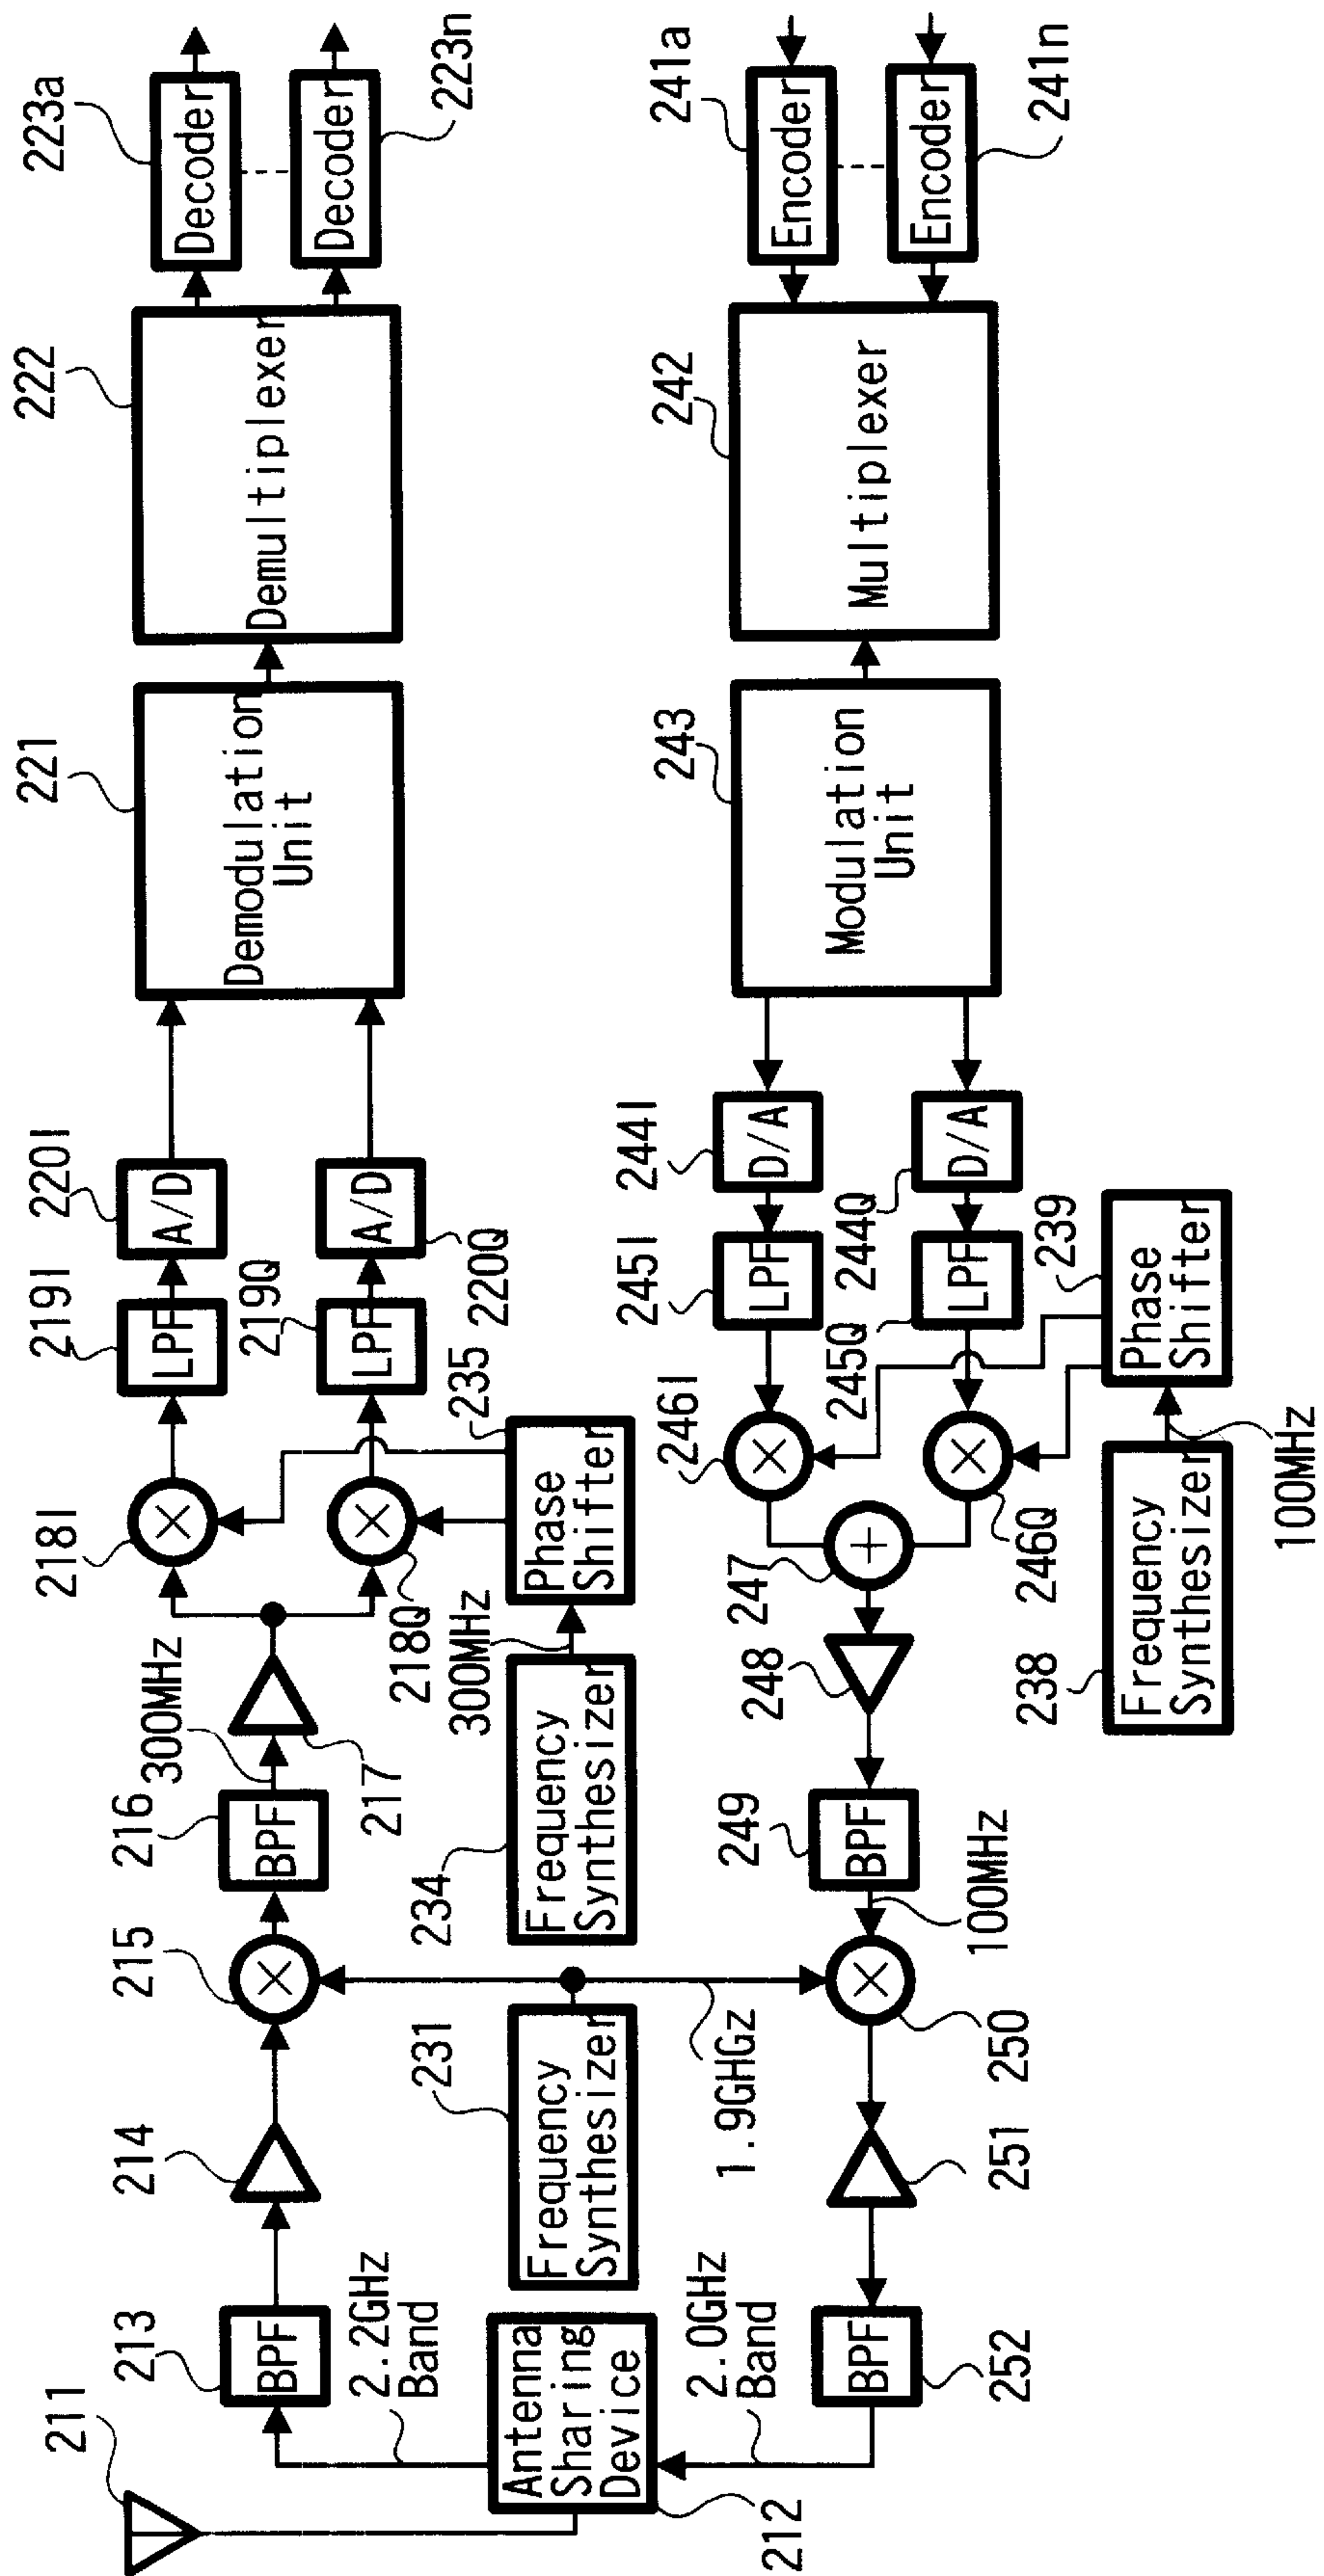 211
213
BPF
214
215
216
BPF
300MHz
217
218I
218Q
219I
LPF
219Q
LPF
220I
A/D
220Q
A/D
221
Demodulation
Unit
222
Demultiplexer
223a
Decoder
223n
Decoder
2.2GHz
Band
Antenna
Sharing
Device
212
2.0GHz
Band
231
Frequency
Synthesizer
1.9GHGz
234
Frequency
Synthesizer
300MHz
235
Phase
Shifter
252
BPF
251
250
100MHz
249
BPF
248
247
246I
246Q
245I
LPF
245Q
LPF
244I
D/A
244Q
D/A
243
Modulation
Unit
242
Multiplexer
241a
Encoder
241n
Encoder
238
Frequency
Synthesizer
100MHz
239
Phase
Shifter